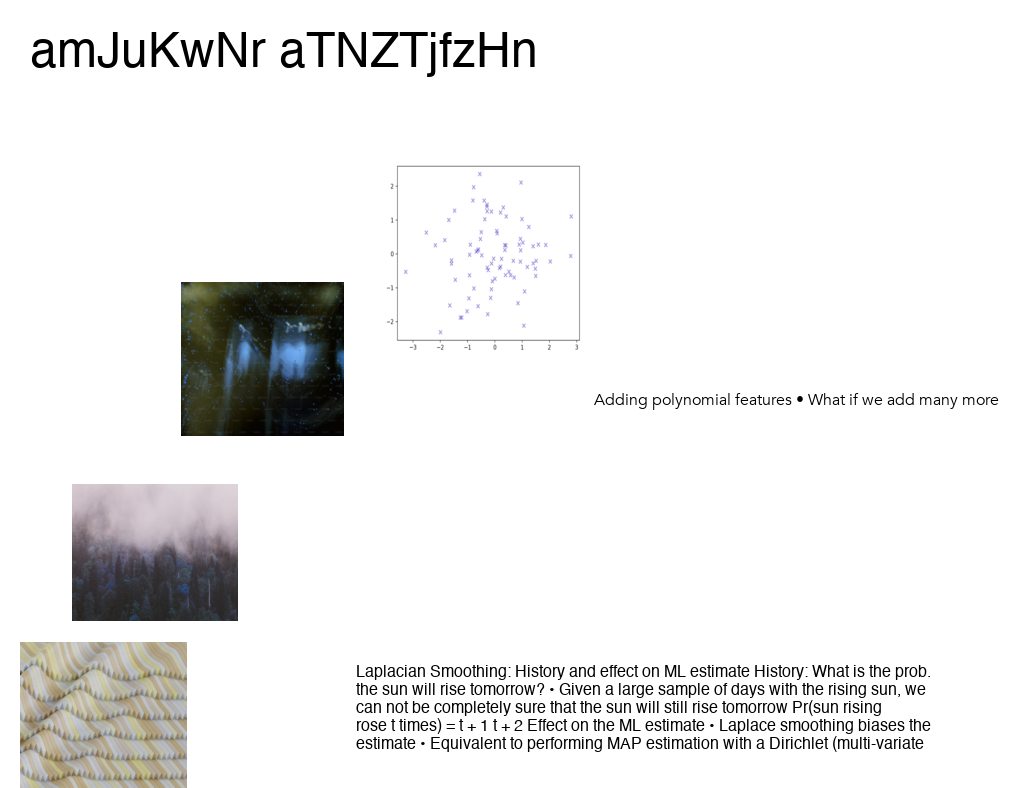 amJuKwNr aTNZTjfzHn
2
1
0
−1
−2
−3 −2 −1 0 1 2 3
Adding polynomial features • What if we add many more
Laplacian Smoothing: History and effect on ML estimate History: What is the prob.
the sun will rise tomorrow? • Given a large sample of days with the rising sun, we
can not be completely sure that the sun will still rise tomorrow Pr(sun rising
rose t times) = t + 1 t + 2 Effect on the ML estimate • Laplace smoothing biases the
estimate • Equivalent to performing MAP estimation with a Dirichlet (multi-variate